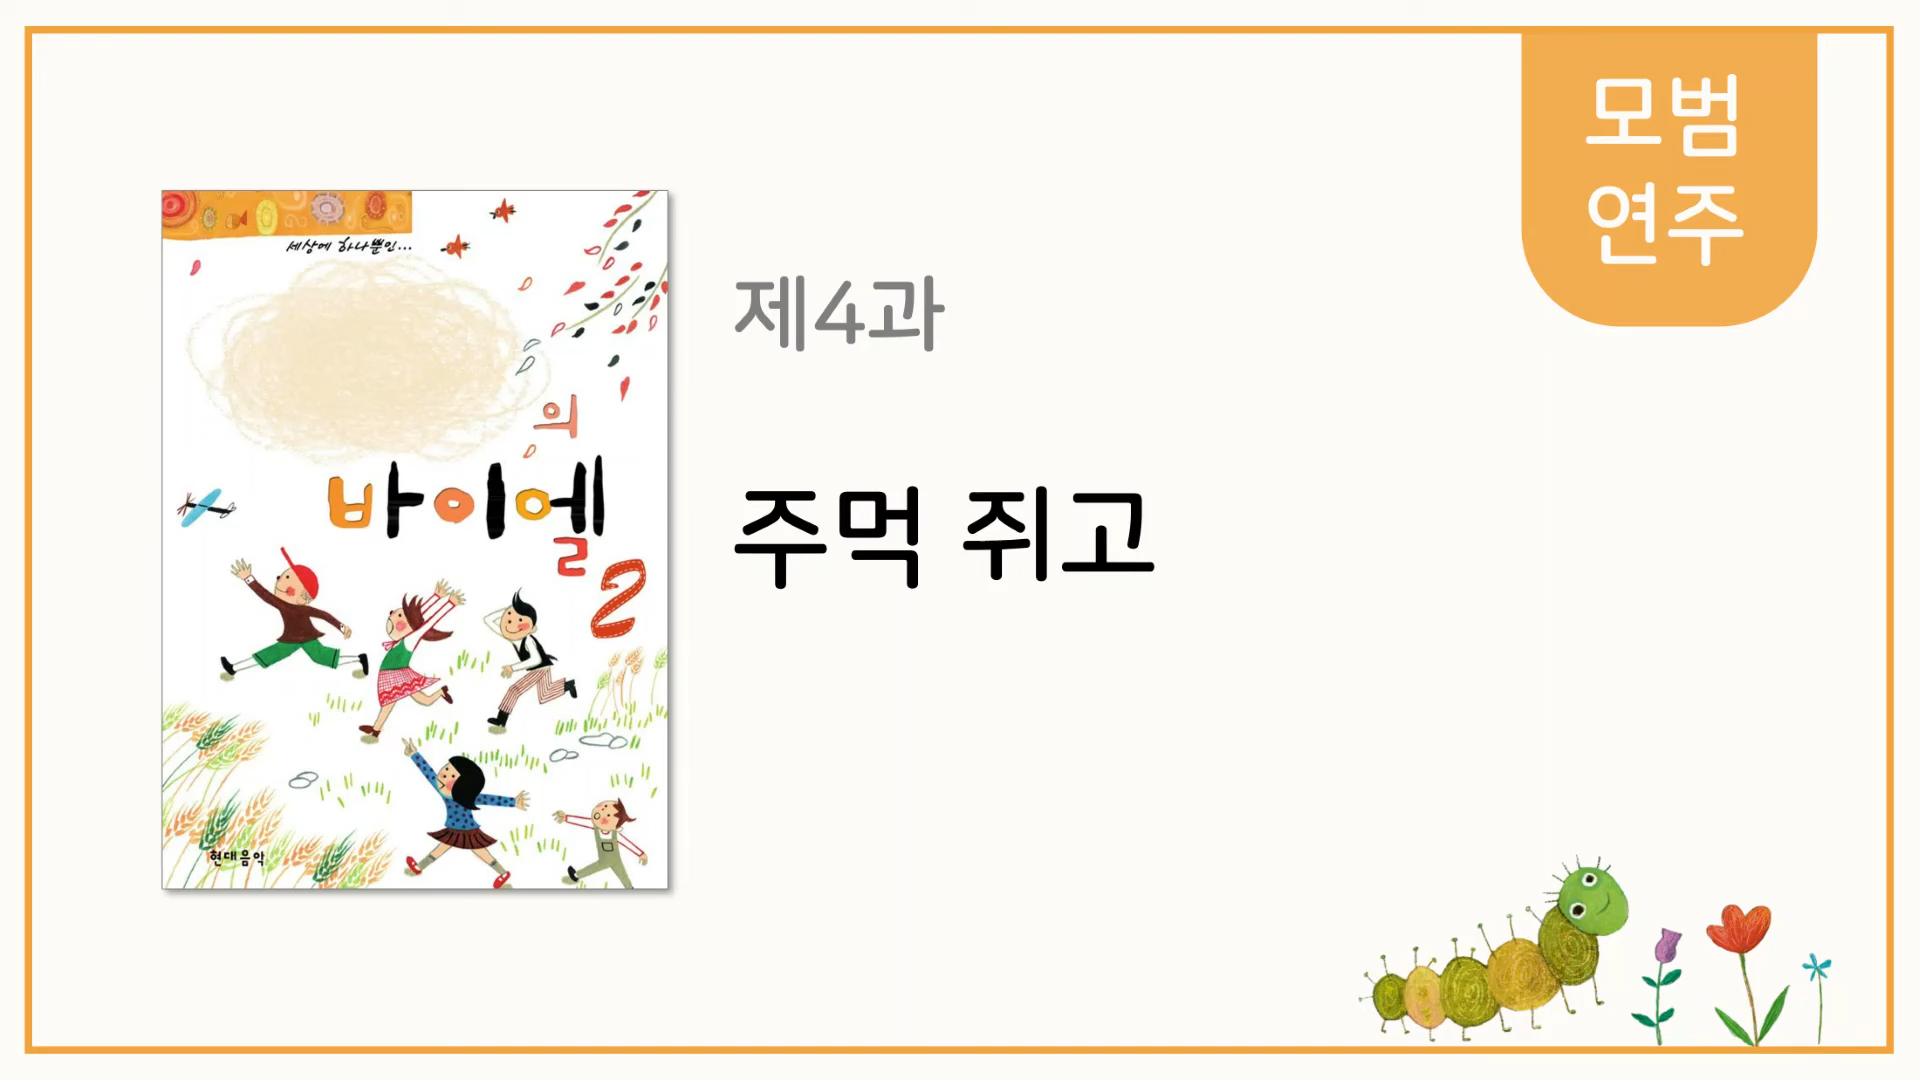 모범
연주
세상에 하나뿐인...
의
바이엘
2
현대음악
제4과
주먹 쥐고